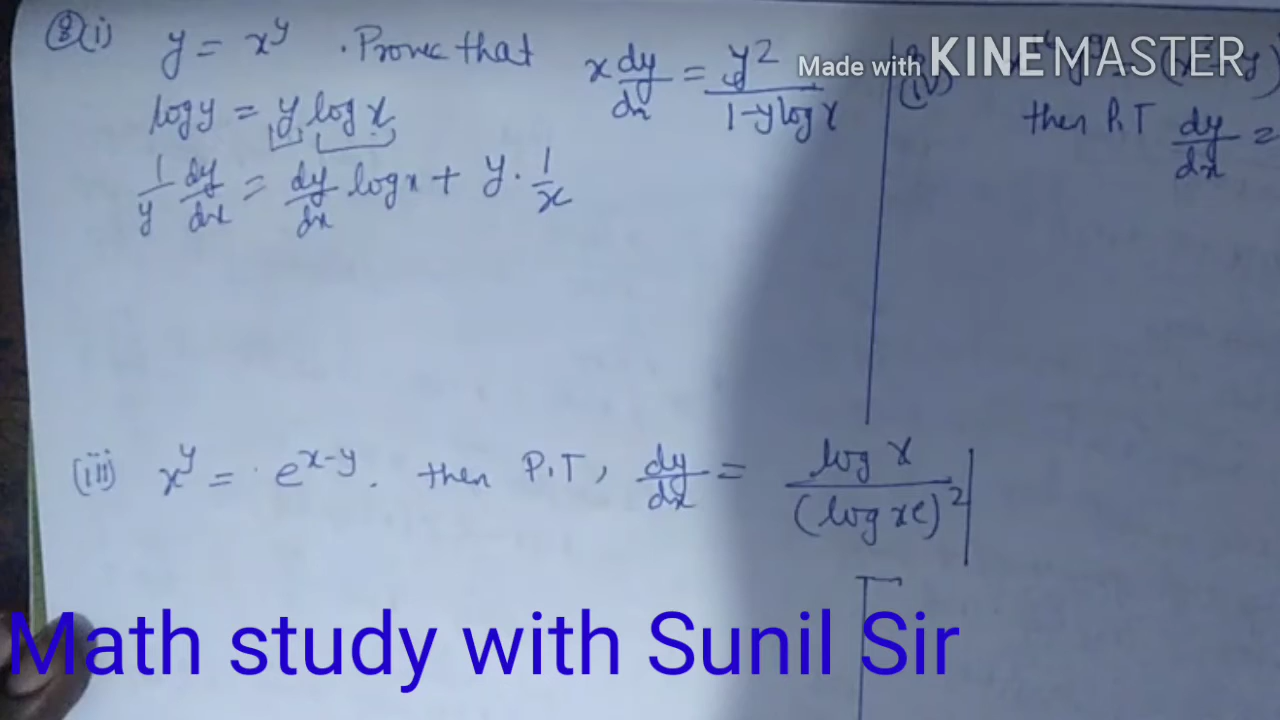 8(i) y = x^y . Prove that x dy/dx = y²/(1-y log x)
log y = y log x
1/y dy/dx = dy/dx log x + y . 1/x
(iii) x^y = e^(x-y) . then P.T, dy/dx = log x/(log xe)²
Made with KINEMASTER
(iv)
then P.T dy/dx =
Math study with Sunil Sir